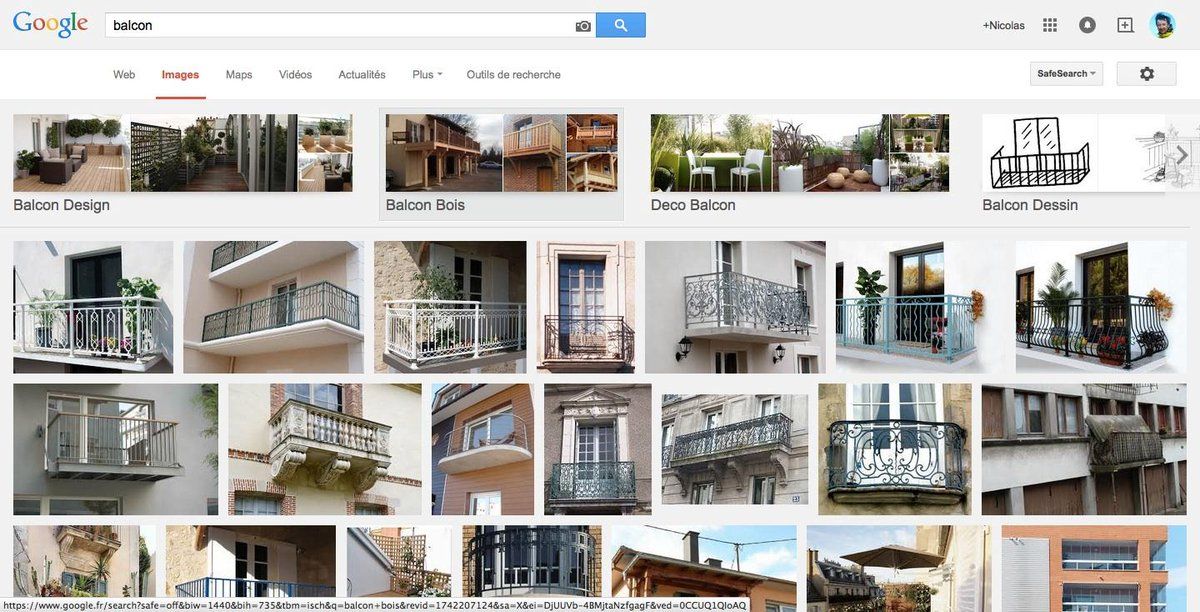 Google balcon +Nicolas
Web Images Maps Vidéos Actualités Plus Outils de recherche SafeSearch
Balcon Design Balcon Bois Deco Balcon Balcon Dessin
https://www.google.fr/search?safe=off&biw=1440&bih=735&tbm=isch&q=balcon+bois&revid=1742207124&sa=X&ei=DjUUVb-4BMjtaNzfgagF&ved=0CCUQ1QIoAQ